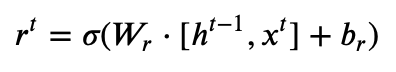 r^t = σ(W_r · [h^{t−1}, x^t] + b_r)